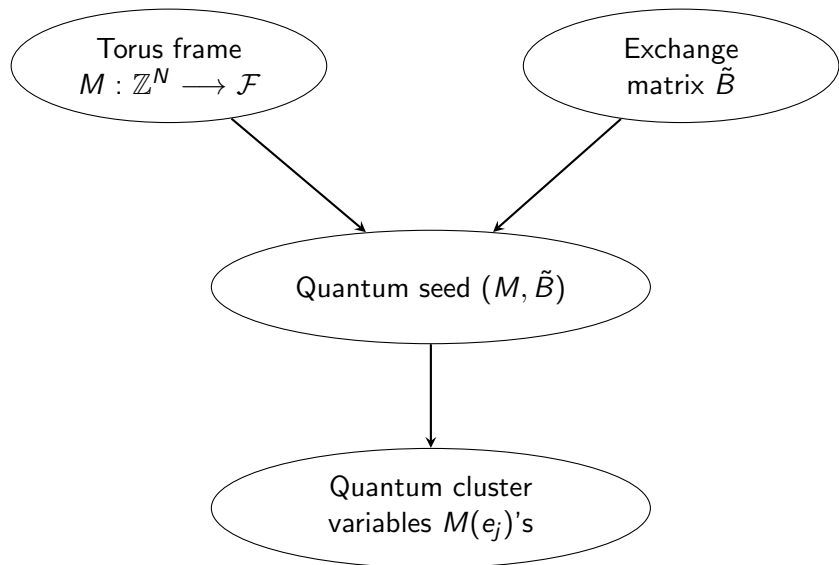 Torus frame
M : ℤ^N ⟶ ℱ
Exchange
matrix B̃
Quantum seed (M, B̃)
Quantum cluster
variables M(e_j)'s